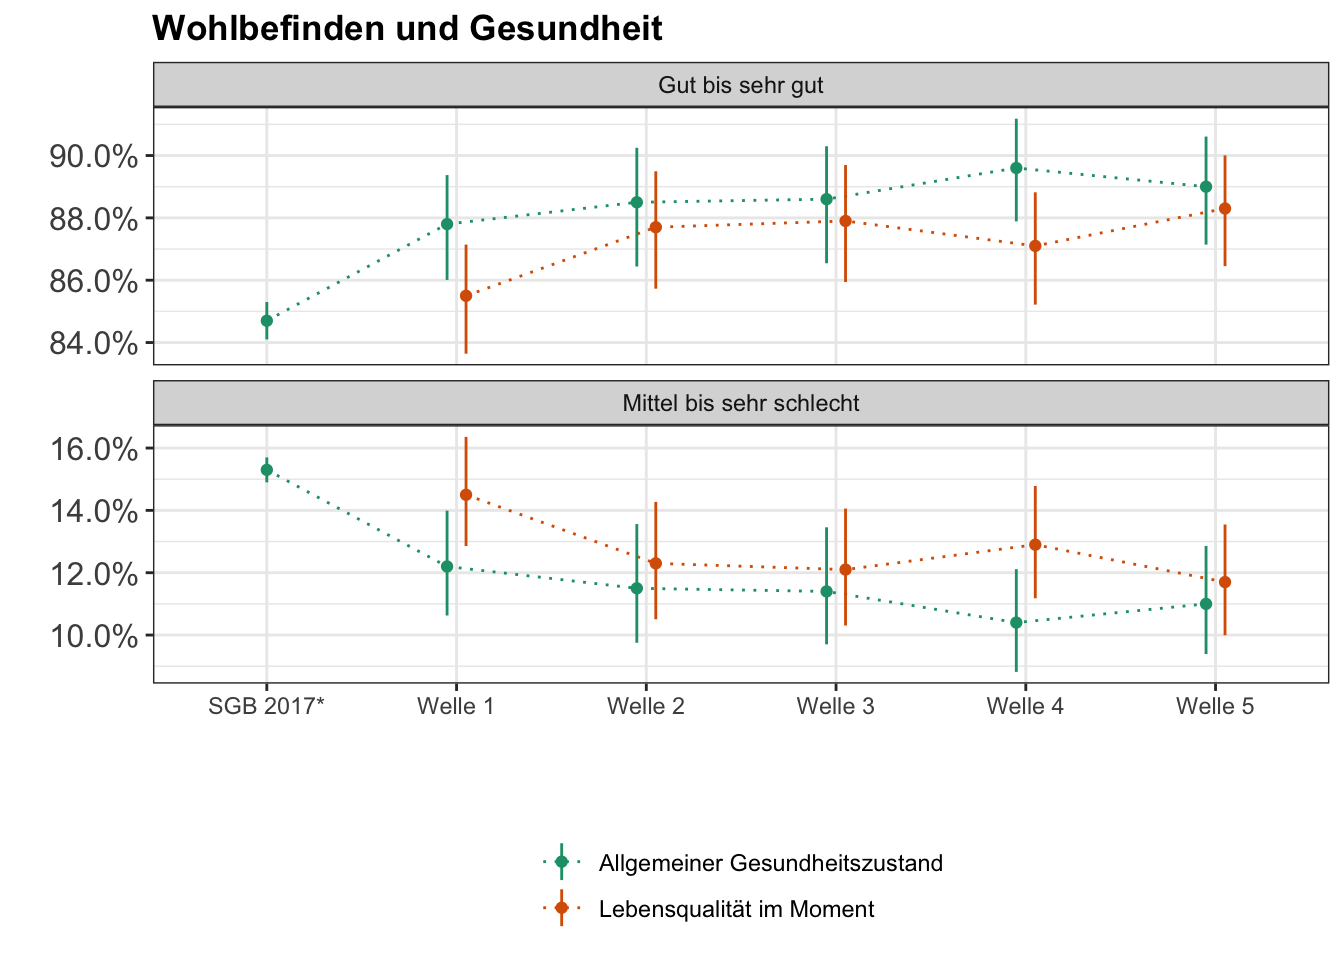 Wohlbefinden und Gesundheit
Gut bis sehr gut
90.0%
88.0%
86.0%
84.0%
Mittel bis sehr schlecht
16.0%
14.0%
12.0%
10.0%
SGB 2017* Welle 1 Welle 2 Welle 3 Welle 4 Welle 5
Allgemeiner Gesundheitszustand
Lebensqualität im Moment